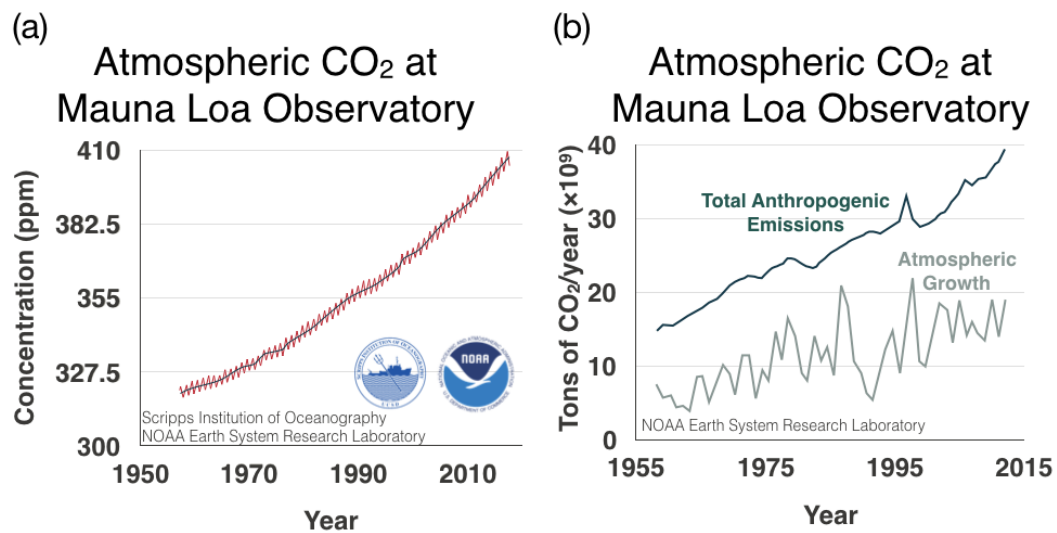 (a)
Atmospheric CO₂ at
Mauna Loa Observatory
Concentration (ppm)
410
382.5
355
327.5
300
NOAA
Scripps Institution of Oceanography
NOAA Earth System Research Laboratory
1950
1970
1990
2010
Year
(b)
Atmospheric CO₂ at
Mauna Loa Observatory
Tons of CO₂/year (×10⁹)
40
30
20
10
0
Total Anthropogenic
Emissions
Atmospheric
Growth
NOAA Earth System Research Laboratory
1955
1975
1995
2015
Year